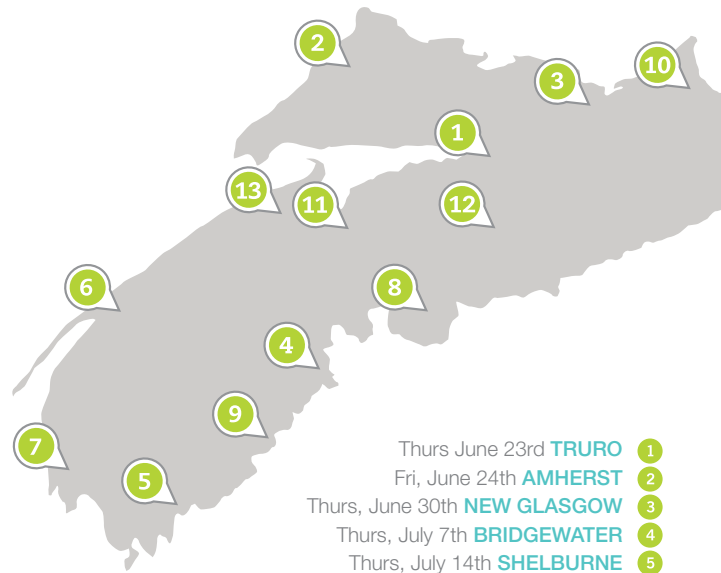 2
10
3
1
13
11
12
6
8
4
9
7
5
Thurs June 23rd TRURO 1
Fri, June 24th AMHERST 2
Thurs, June 30th NEW GLASGOW 3
Thurs, July 7th BRIDGEWATER 4
Thurs, July 14th SHELBURNE 5